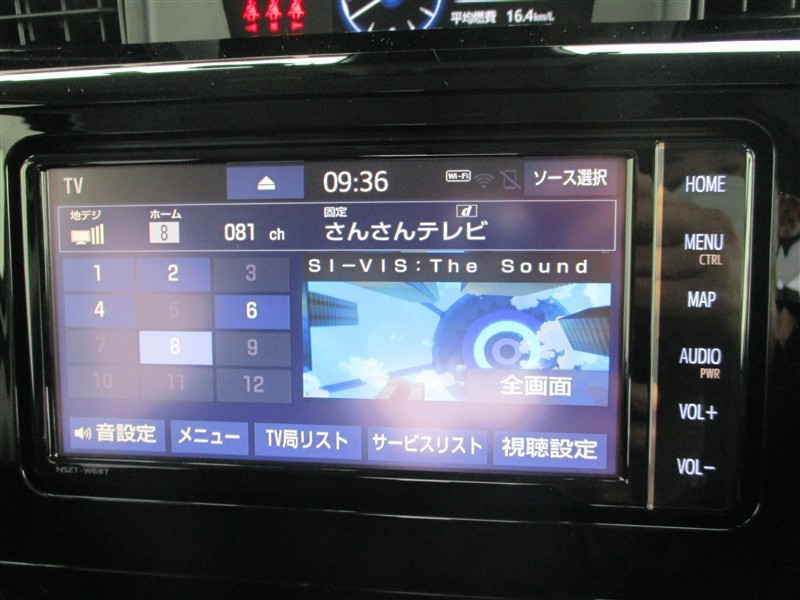 平均燃費 16.4km/L
TV
09:36
Wi-Fi
ソース選択
地デジ
ホーム
8
081 ch
固定
d
さんさんテレビ
SI-VIS:The Sound
1 2 3
4 5 6
7 8 9
10 11 12
全画面
音設定
メニュー
TV局リスト
サービスリスト
視聴設定
NSZT-W68T
HOME
MENU
CTRL
MAP
AUDIO
PWR
VOL+
VOL-